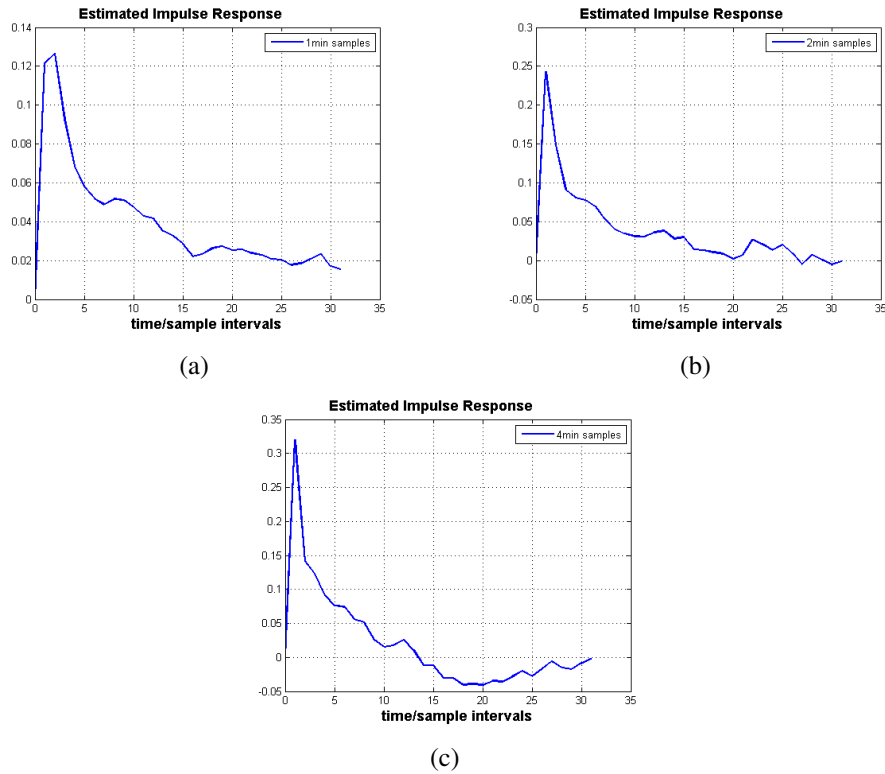 Estimated Impulse Response
1min samples
0.14
0.12
0.1
0.08
0.06
0.04
0.02
0
0 5 10 15 20 25 30 35
time/sample intervals
(a)
Estimated Impulse Response
2min samples
0.3
0.25
0.2
0.15
0.1
0.05
0
-0.05
0 5 10 15 20 25 30 35
time/sample intervals
(b)
Estimated Impulse Response
4min samples
0.35
0.3
0.25
0.2
0.15
0.1
0.05
0
-0.05
0 5 10 15 20 25 30 35
time/sample intervals
(c)